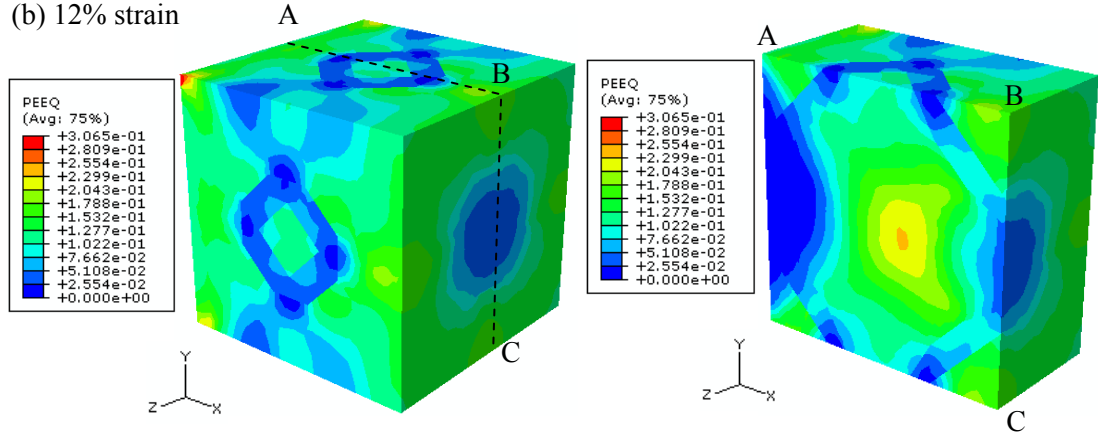 (b) 12% strain
A
B
C
PEEQ
(Avg: 75%)
+3.065e-01
+2.809e-01
+2.554e-01
+2.299e-01
+2.043e-01
+1.788e-01
+1.532e-01
+1.277e-01
+1.022e-01
+7.662e-02
+5.108e-02
+2.554e-02
+0.000e+00
Y
Z
X
A
B
C
PEEQ
(Avg: 75%)
+3.065e-01
+2.809e-01
+2.554e-01
+2.299e-01
+2.043e-01
+1.788e-01
+1.532e-01
+1.277e-01
+1.022e-01
+7.662e-02
+5.108e-02
+2.554e-02
+0.000e+00
Y
Z
X